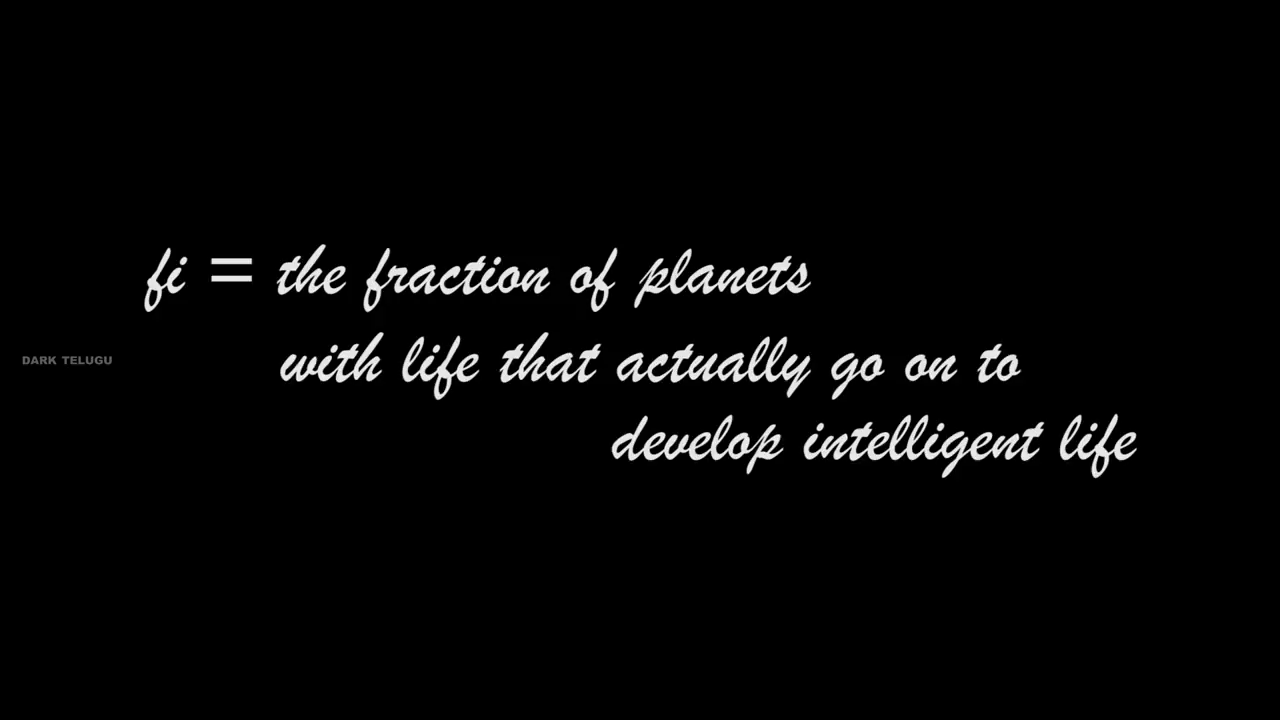 fi = the fraction of planets
with life that actually go on to
develop intelligent life
DARK TELUGU